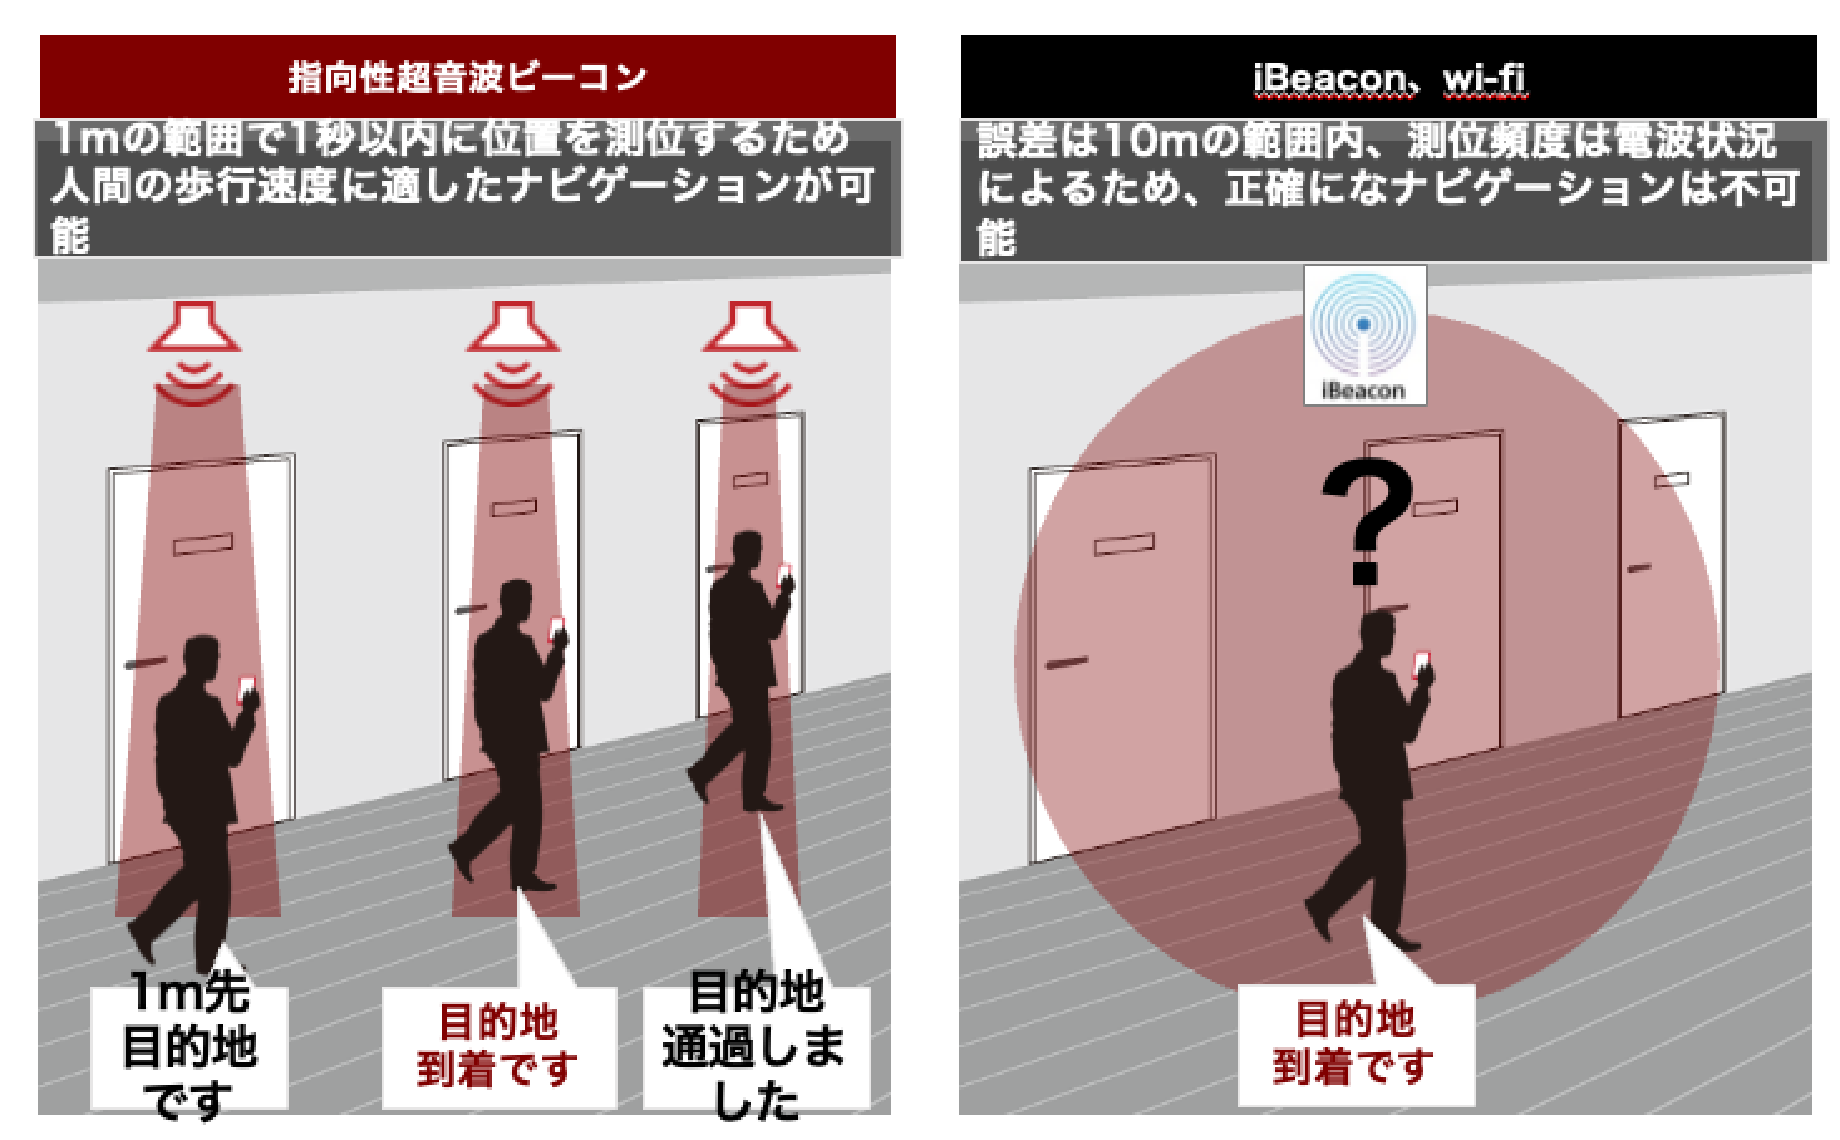 指向性超音波ビーコン
1mの範囲で1秒以内に位置を測位するため
人間の歩行速度に適したナビゲーションが可
能
1m先
目的地
です
目的地
到着です
目的地
通過しま
した
iBeacon、wi-fi
誤差は10mの範囲内、測位頻度は電波状況
によるため、正確になナビゲーションは不可
能
iBeacon
?
目的地
到着です